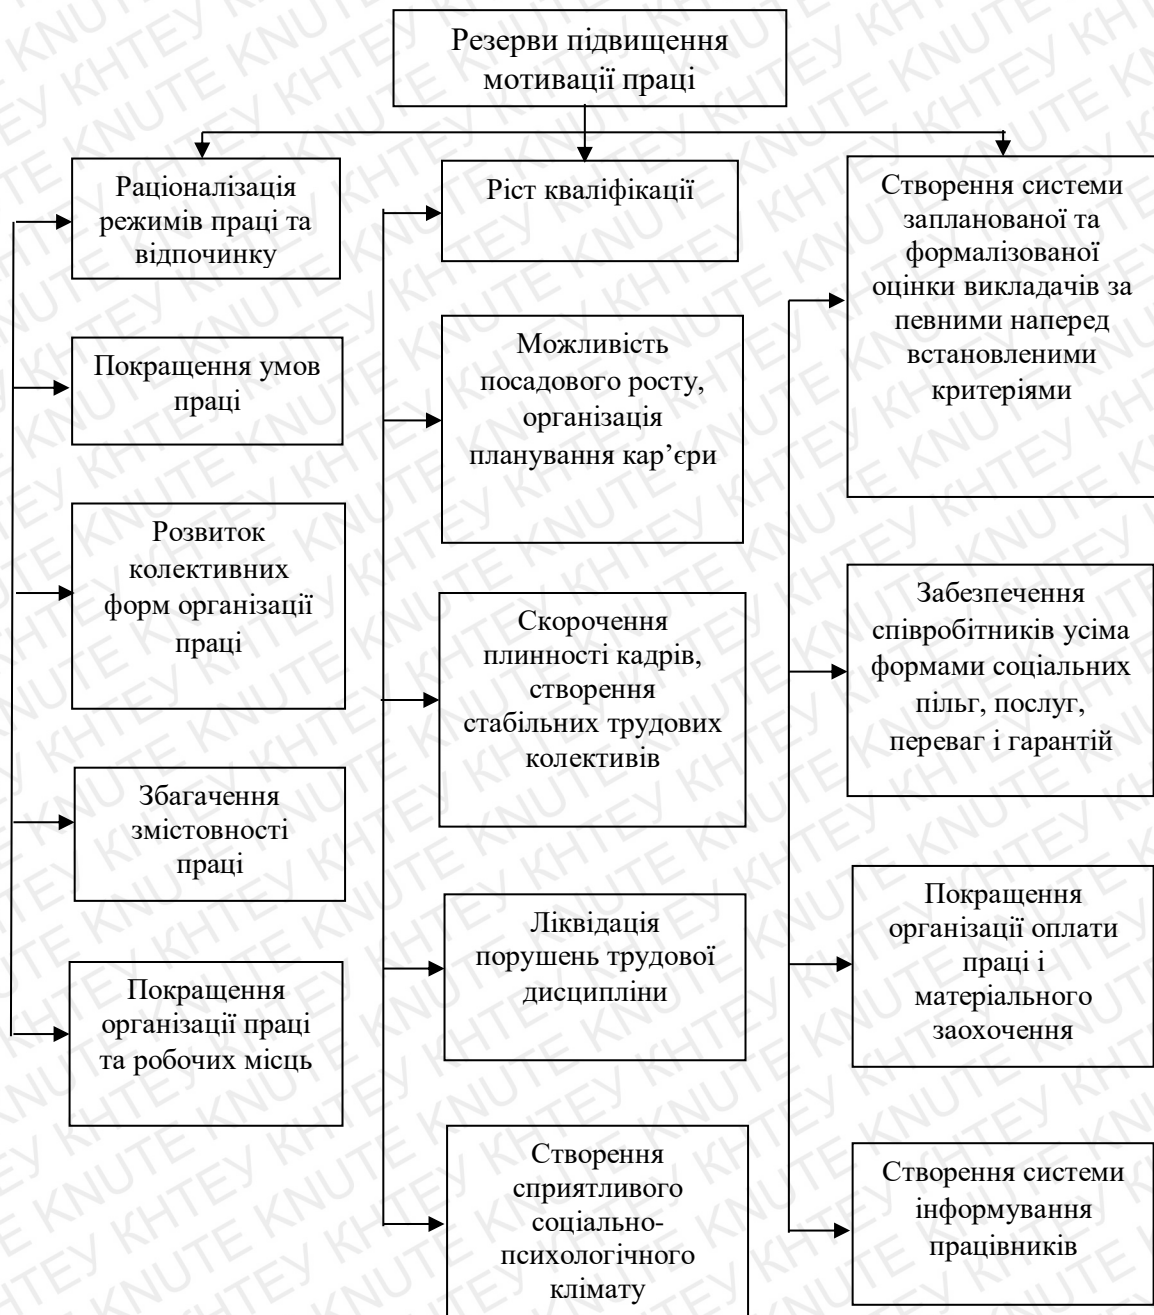 Резерви підвищення
мотивації праці
Раціоналізація
режимів праці та
відпочинку
Покращення умов
праці
Розвиток
колективних
форм організації
праці
Збагачення
змістовності
праці
Покращення
організації праці
та робочих місць
Ріст кваліфікації
Можливість
посадового росту,
організація
планування кар’єри
Скорочення
плинності кадрів,
створення
стабільних трудових
колективів
Ліквідація
порушень трудової
дисципліни
Створення
сприятливого
соціально-
психологічного
клімату
Створення системи
запланованої та
формалізованої
оцінки викладачів за
певними наперед
встановленими
критеріями
Забезпечення
співробітників усіма
формами соціальних
пільг, послуг,
переваг і гарантій
Покращення
організації оплати
праці і
матеріального
заохочення
Створення системи
інформування
працівників